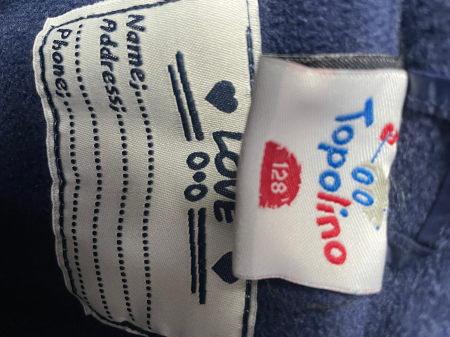 LOVE
Name:
Address:
Phone:
Topolino
128